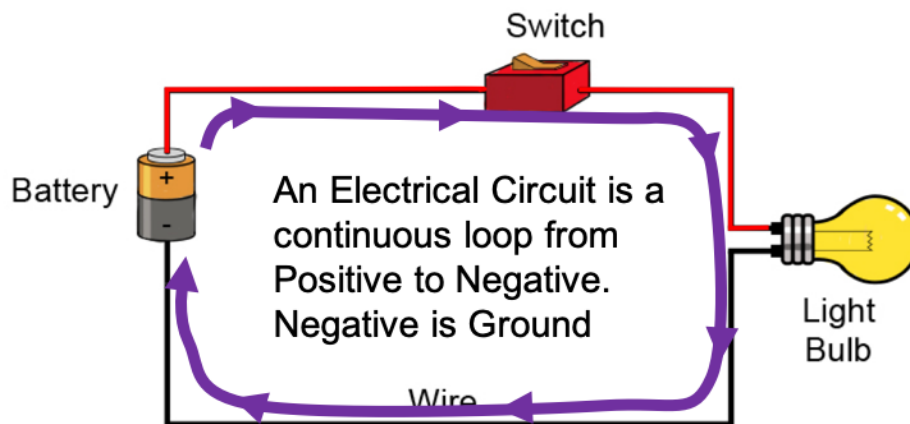 Switch
Battery
+
-
An Electrical Circuit is a
continuous loop from
Positive to Negative.
Negative is Ground
Light
Bulb
Wire